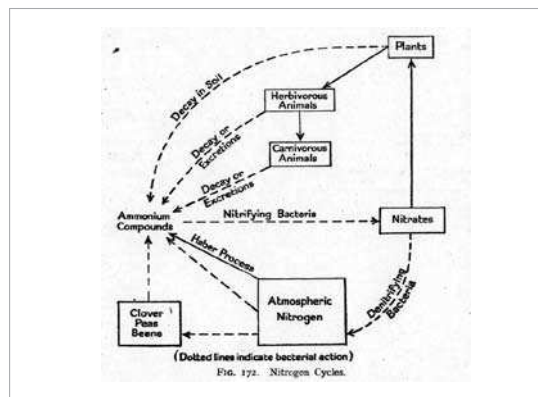 Plants
Decay in Soil
Herbivorous
Animals
Decay or
Excretions
Carnivorous
Animals
Decay or
Excretions
Ammonium
Compounds
Nitrifying Bacteria
Nitrates
Haber Process
Denitrifying
Bacteria
Atmospheric
Nitrogen
Clover
Peas
Beans
(Dotted lines indicate bacterial action)
FIG. 172. Nitrogen Cycles.